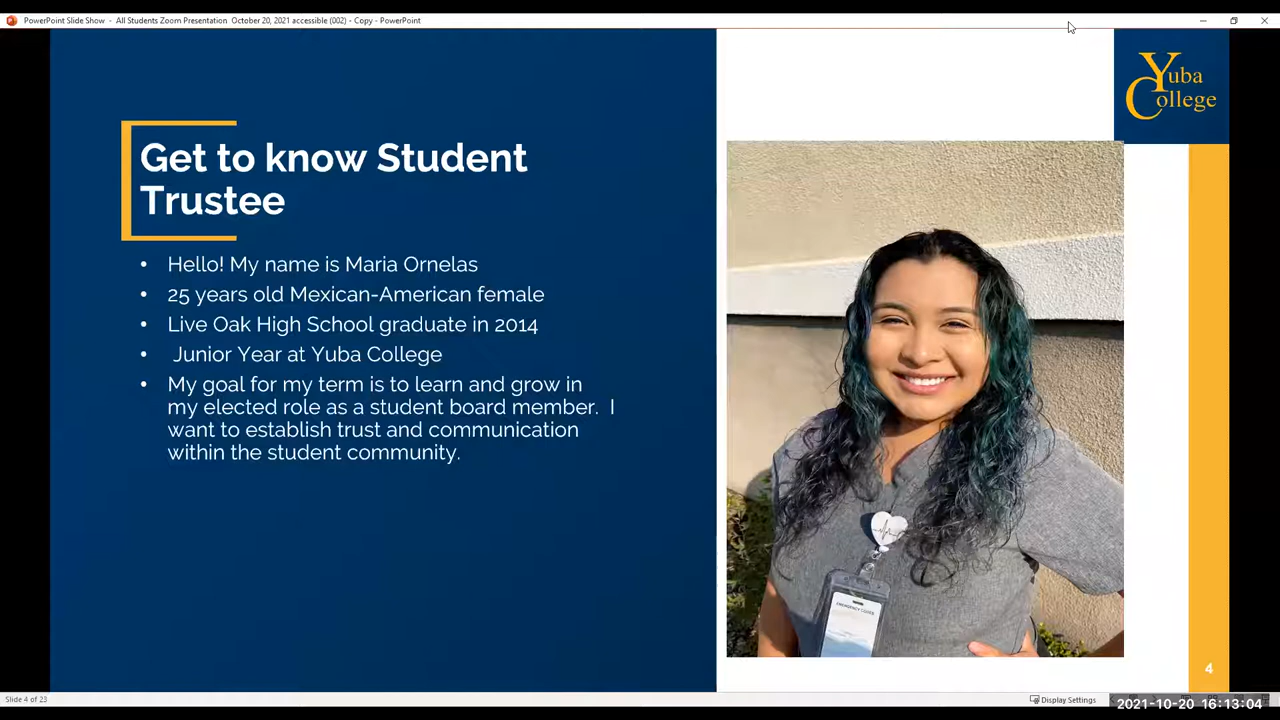 PowerPoint Slide Show - All Students Zoom Presentation October 20, 2021 accessible (002) - Copy - PowerPoint
Yuba
College
Get to know Student
Trustee
• Hello! My name is Maria Ornelas
• 25 years old Mexican-American female
• Live Oak High School graduate in 2014
• Junior Year at Yuba College
• My goal for my term is to learn and grow in
my elected role as a student board member. I
want to establish trust and communication
within the student community.
EMERGENCY CODES
4
Slide 4 of 23
Display Settings
2021-10-20 16:13:04